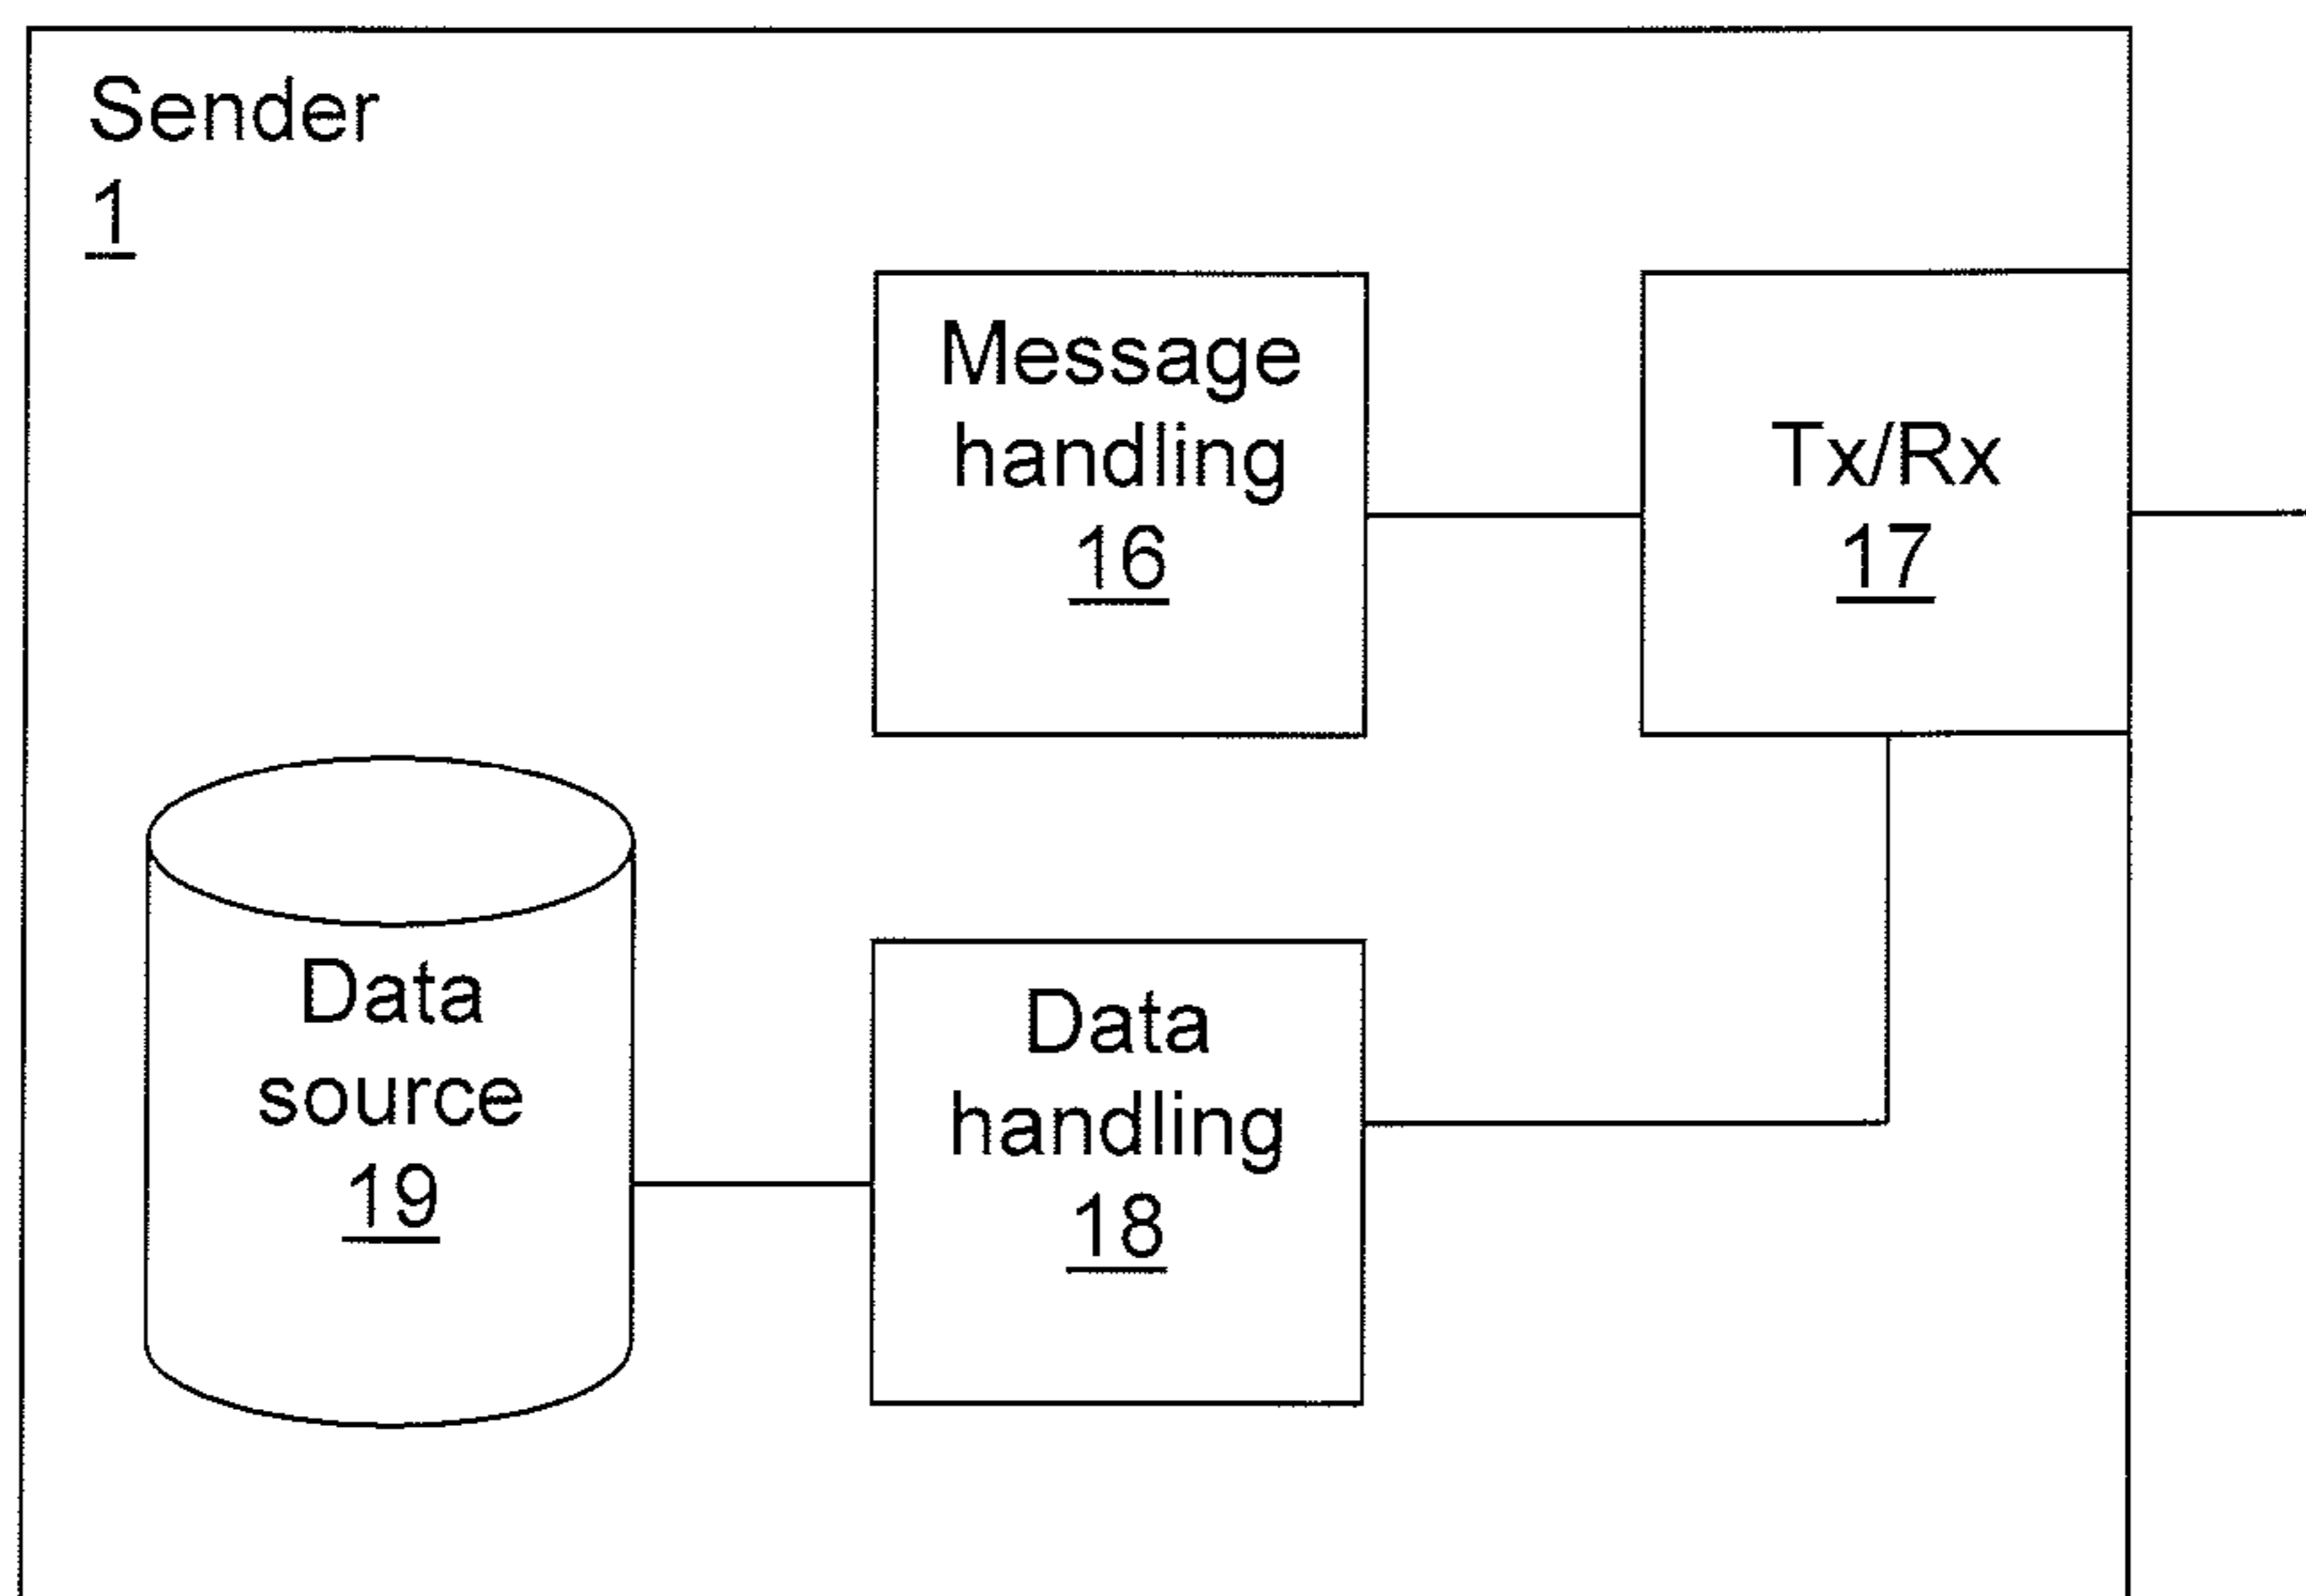 Sender
1
Message
handling
16
Tx/Rx
17
Data
source
19
Data
handling
18